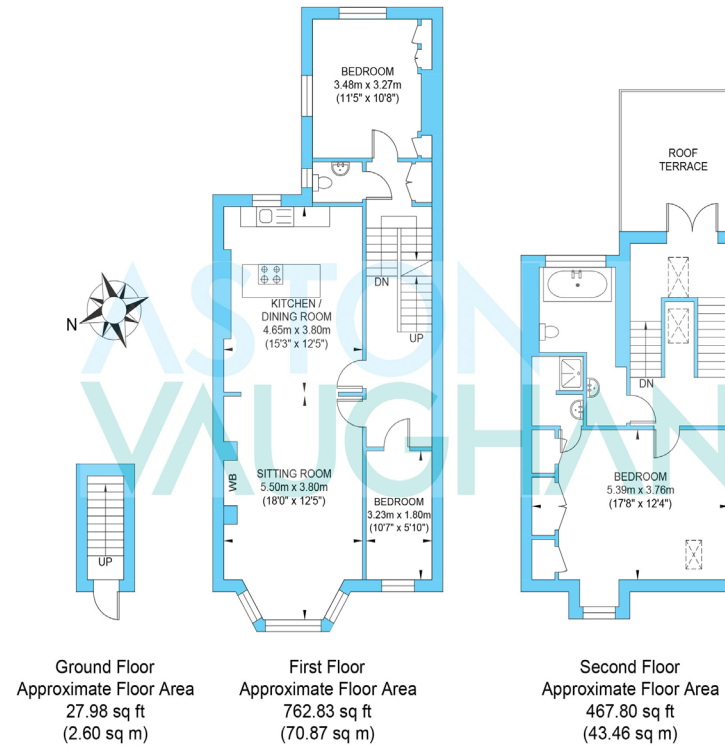 BEDROOM
3.48m x 3.27m
(11'5" x 10'8")
ROOF
TERRACE
N
DN
UP
KITCHEN /
DINING ROOM
4.65m x 3.80m
(15'3" x 12'5")
DN
ASTON
VAUGHAN
SITTING ROOM
5.50m x 3.80m
(18'0" x 12'5")
WB
BEDROOM
3.23m x 1.80m
(10'7" x 5'10")
BEDROOM
5.39m x 3.76m
(17'8" x 12'4")
UP
Ground Floor
Approximate Floor Area
27.98 sq ft
(2.60 sq m)
First Floor
Approximate Floor Area
762.83 sq ft
(70.87 sq m)
Second Floor
Approximate Floor Area
467.80 sq ft
(43.46 sq m)